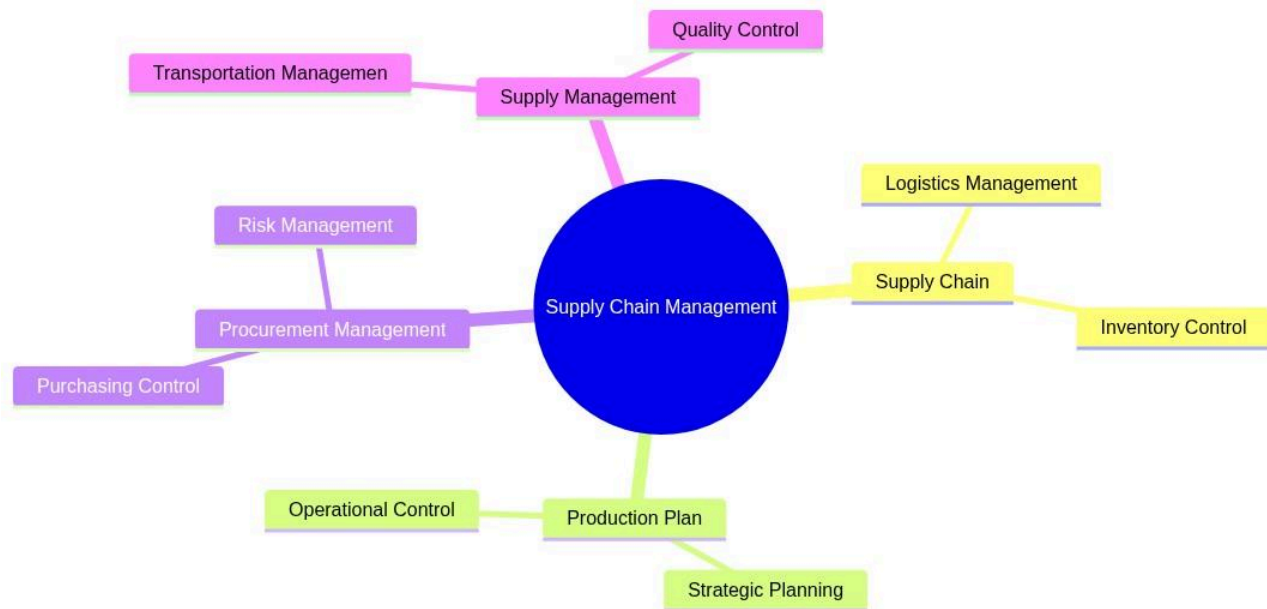 Quality Control
Transportation Managemen
Supply Management
Logistics Management
Risk Management
Supply Chain
Supply Chain Management
Inventory Control
Procurement Management
Purchasing Control
Operational Control
Production Plan
Strategic Planning